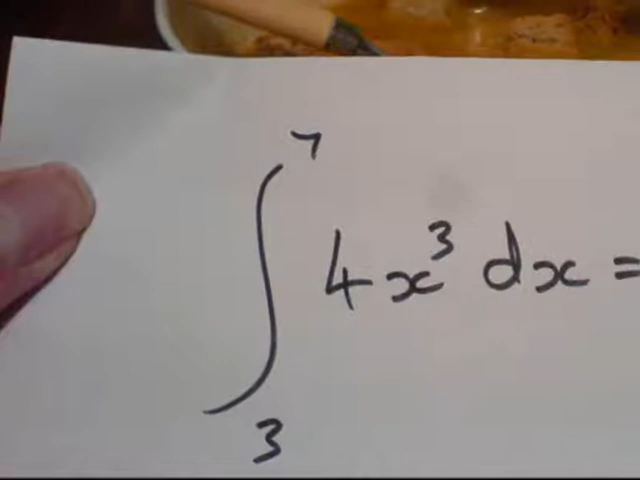 ∫₃⁷ 4x³ dx =